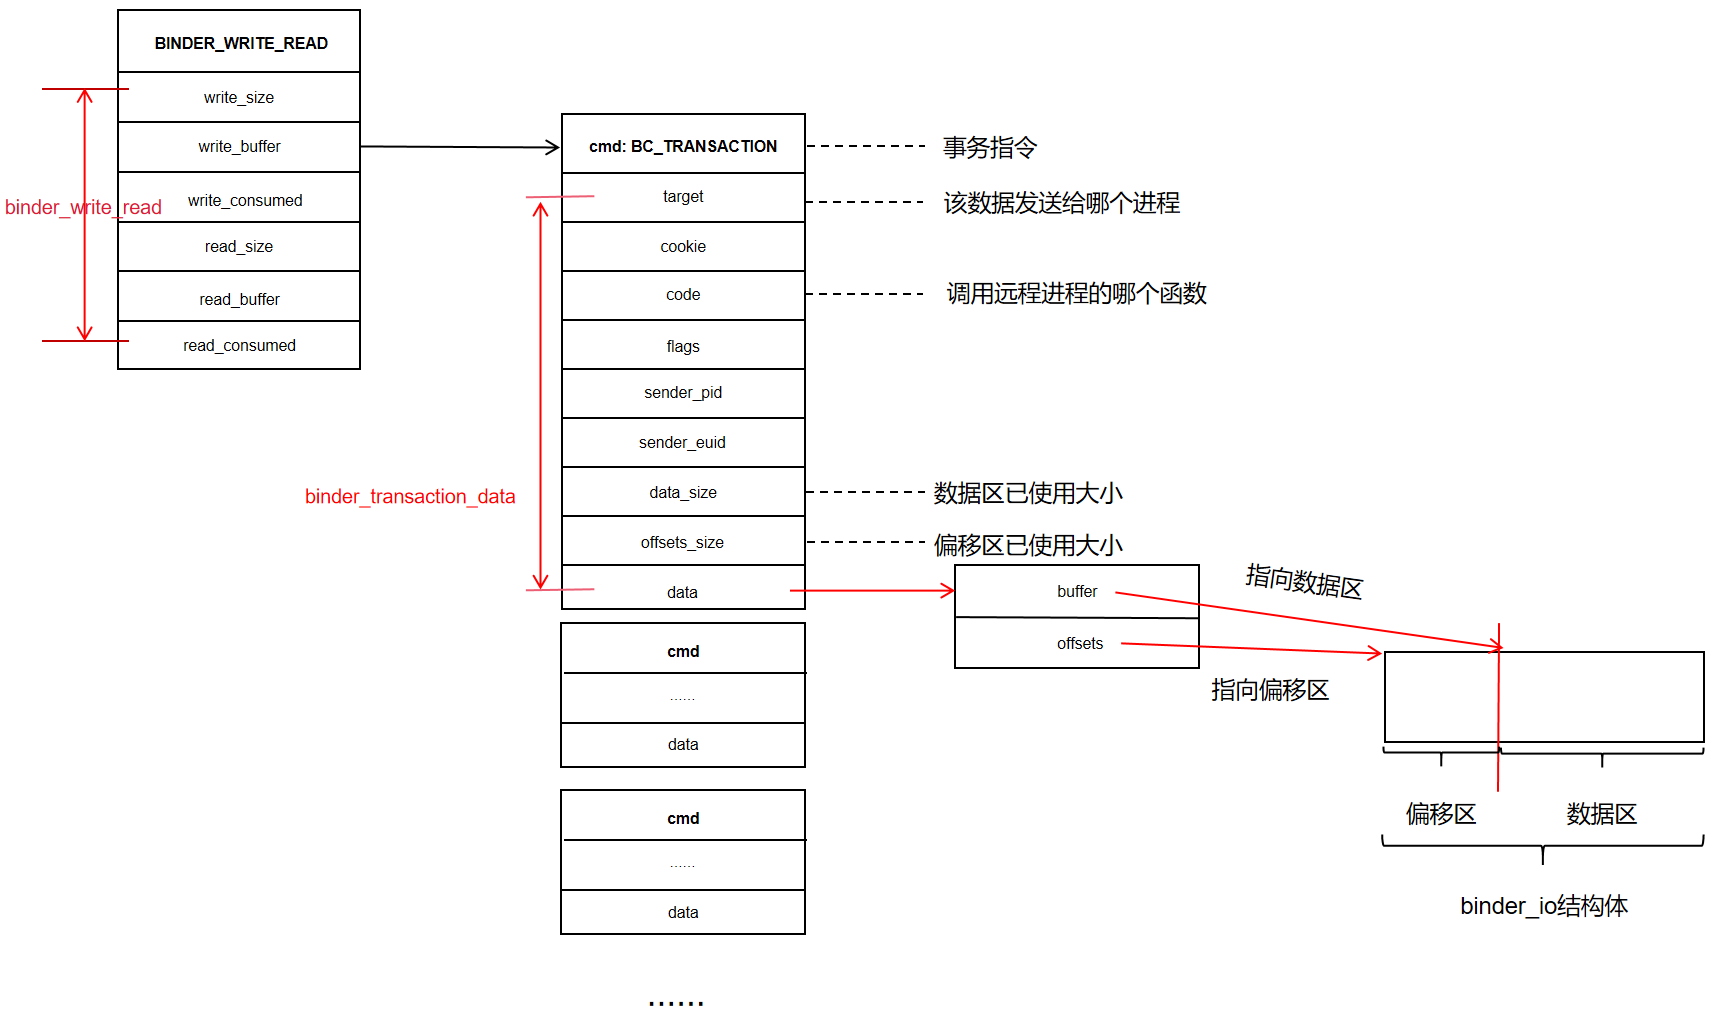 BINDER_WRITE_READ
write_size
write_buffer
write_consumed
read_size
read_buffer
read_consumed
binder_write_read
cmd: BC_TRANSACTION
target
cookie
code
flags
sender_pid
sender_euid
data_size
offsets_size
data
binder_transaction_data
事务指令
该数据发送给哪个进程
调用远程进程的哪个函数
数据区已使用大小
偏移区已使用大小
buffer
offsets
指向数据区
指向偏移区
偏移区
数据区
binder_io结构体
cmd
......
data
cmd
......
data
......